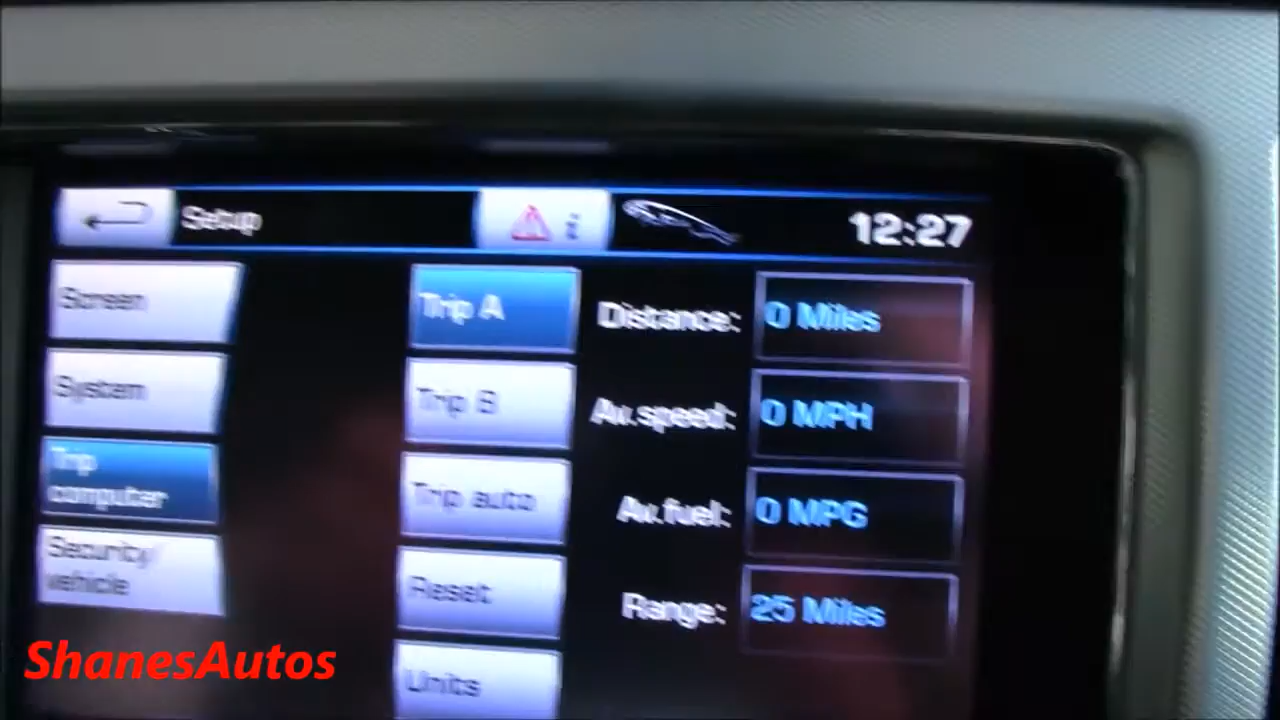 Setup
i
12:27
Screen
System
Trip
computer
Security/
vehicle
Trip A
Trip B
Trip auto
Reset
Units
Distance: 0 Miles
Av.speed: 0 MPH
Av.fuel: 0 MPG
Range: 25 Miles
ShanesAutos